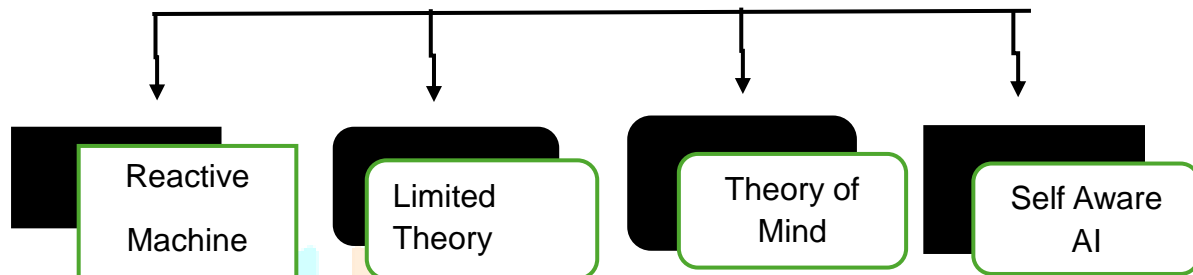 Reactive
Machine
Limited
Theory
Theory of
Mind
Self Aware
AI